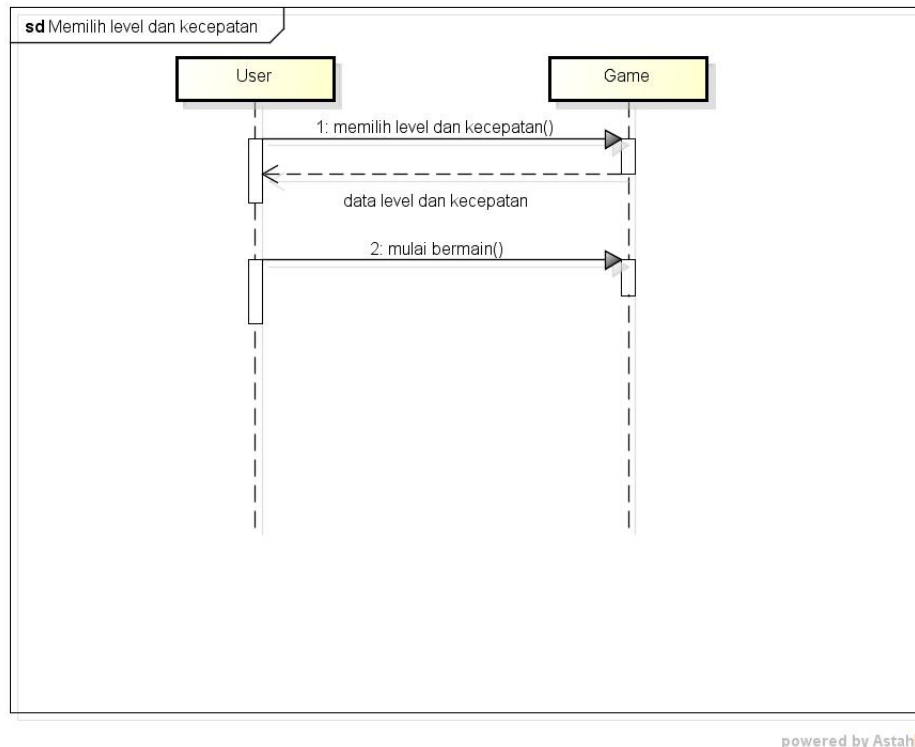 sd Memilih level dan kecepatan
User
Game
1: memilih level dan kecepatan()
data level dan kecepatan
2: mulai bermain()
powered by Astah